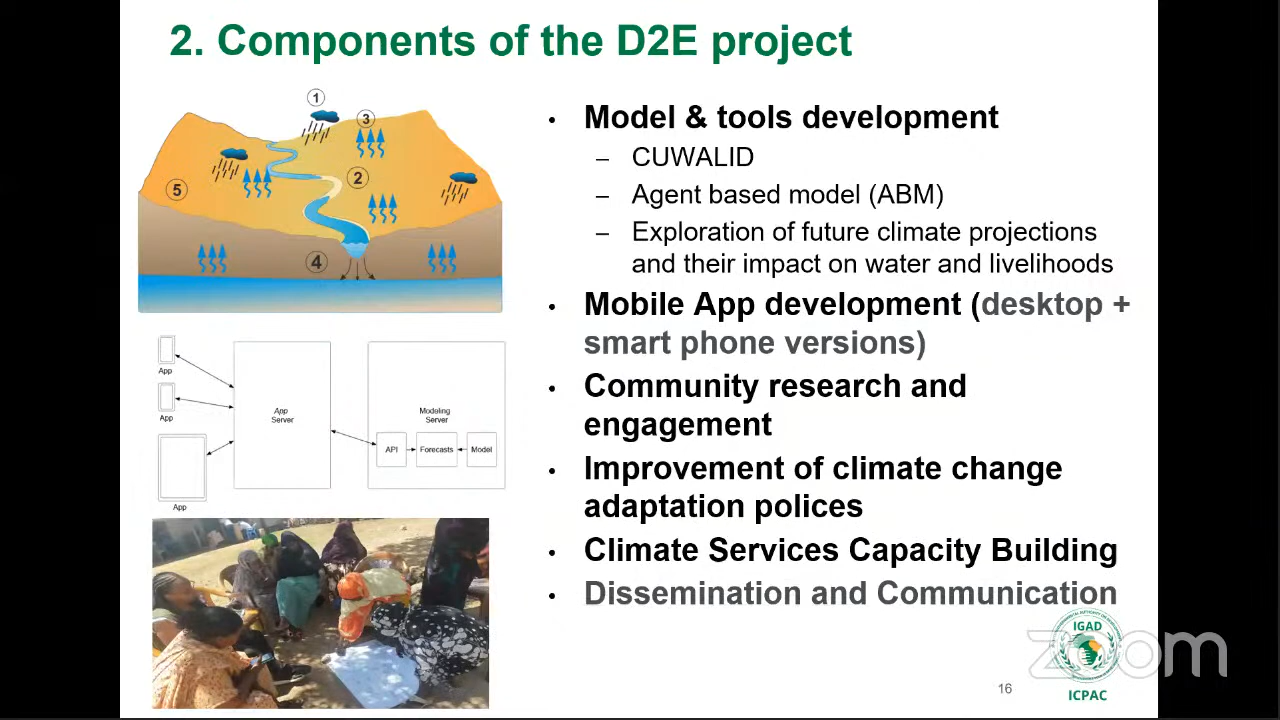 2. Components of the D2E project
1
3
2
5
4
• Model & tools development
– CUWALID
– Agent based model (ABM)
– Exploration of future climate projections
and their impact on water and livelihoods
• Mobile App development (desktop +
smart phone versions)
• Community research and
engagement
• Improvement of climate change
adaptation polices
• Climate Services Capacity Building
• Dissemination and Communication
App
App
App
App
Server
Modeling
Server
API
Forecasts
Model
IGAD
ICPAC
zoom
16